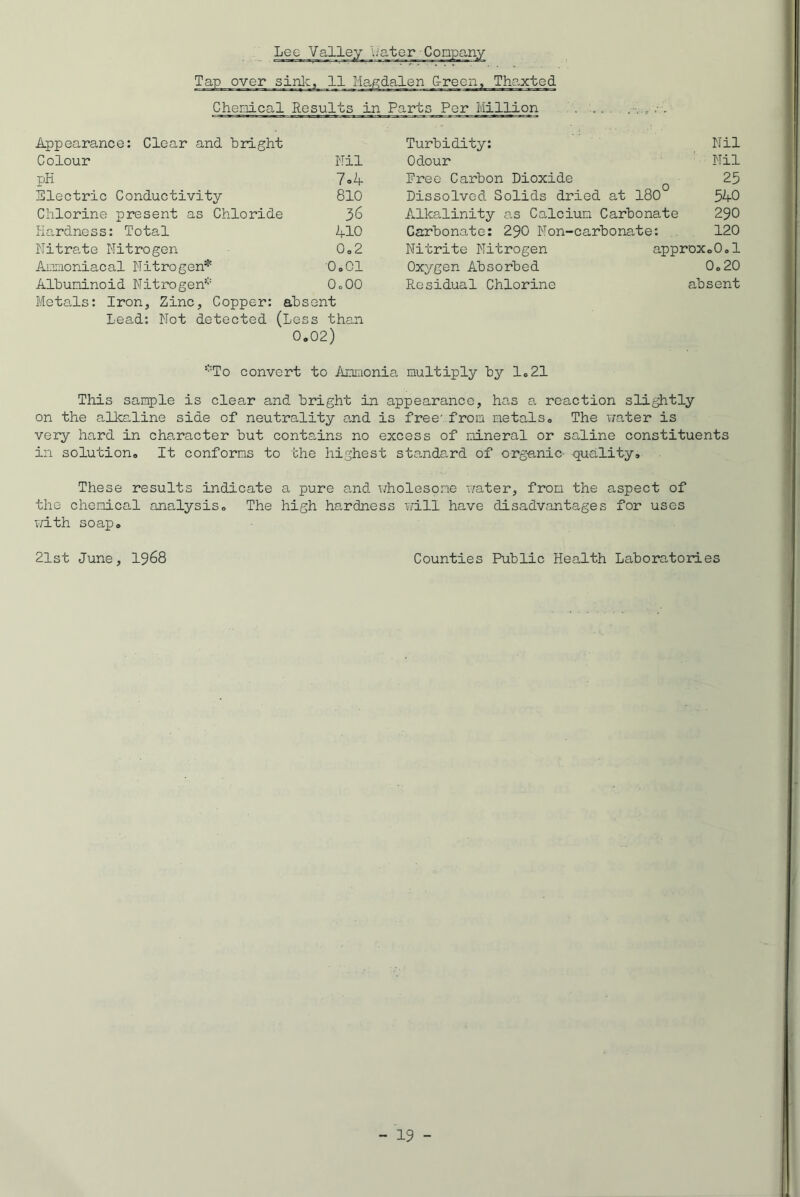 Lee Valley Water Company
Tap over sink, 11 Magdalen Green, Thaxted
Chemical Results in Parts Per Million
Appearance: Clear and bright Turbidity: Nil
Colour Nil Odour Nil
pH 7.4 Free Carbon Dioxide 25
Electric Conductivity 810 Dissolved Solids dried at 180° 540
Chlorine present as Chloride 36 Alkalinity as Calcium Carbonate 290
Hardness: Total 410 Carbonate: 290 Non-carbonate: 120
Nitrate Nitrogen 0.2 Nitrite Nitrogen approx.0.1
Ammoniacal Nitrogen* 0.01 Oxygen Absorbed 0.20
Albuminoid Nitrogen* 0.00 Residual Chlorine absent
Metals: Iron, Zinc, Copper: absent
Lead: Not detected (Less than
0.02)
*To convert to Ammonia multiply by 1.21
This sample is clear and bright in appearance, has a reaction slightly
on the alkaline side of neutrality and is free from metals. The water is
very hard in character but contains no excess of mineral or saline constituents
in solution. It conforms to the highest standard of organic quality.
These results indicate a pure and wholesome water, from the aspect of
the chemical analysis. The high hardness will have disadvantages for uses
with soap.
21st June, 1968 Counties Public Health Laboratories
- 19 -